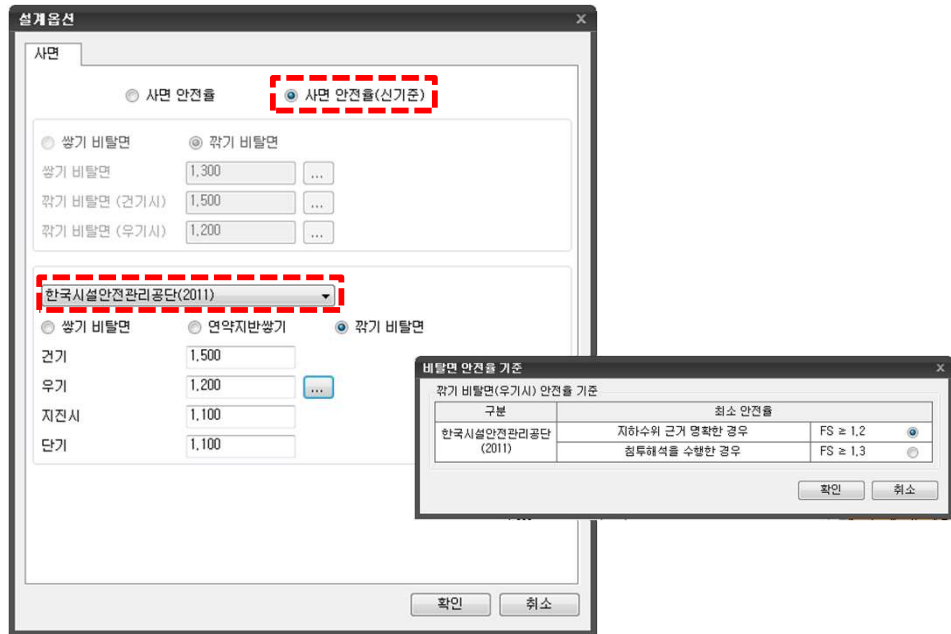 설계옵션
사면
사면 안전율 사면 안전율(신기준)
쌓기 비탈면 깎기 비탈면
쌓기 비탈면 1,300 ...
깎기 비탈면 (건기시) 1,500 ...
깎기 비탈면 (우기시) 1,200 ...
한국시설안전관리공단(2011)
쌓기 비탈면 연약지반쌓기 깎기 비탈면
건기 1,500
우기 1,200 ...
지진시 1,100
단기 1,100
확인 취소
비탈면 안전율 기준
깎기 비탈면(우기시) 안전율 기준
구분 최소 안전율
한국시설안전관리공단
(2011)
지하수위 근거 명확한 경우 FS ≥ 1,2
침투해석을 수행한 경우 FS ≥ 1,3
확인 취소